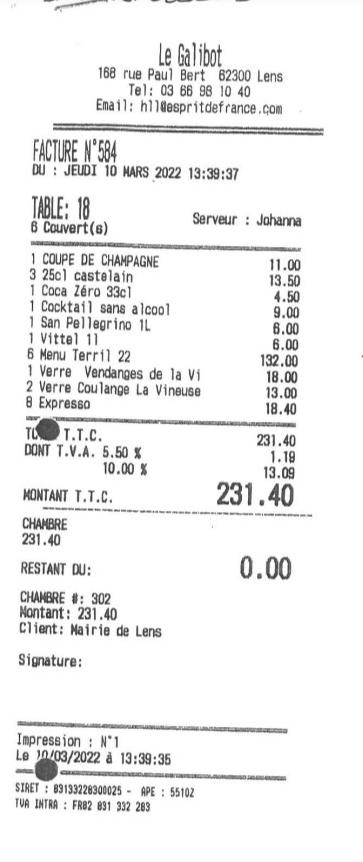 Le Galibot
168 rue Paul Bert 62300 Lens
Tel: 03 66 98 10 40
Email: hll@espritdefrance.com
FACTURE N°584
DU : JEUDI 10 MARS 2022 13:39:37
TABLE: 18
6 Couvert(s) Serveur : Johanna
1 COUPE DE CHAMPAGNE 11.00
3 25cl castelain 13.50
1 Coca Zéro 33cl 4.50
1 Cocktail sans alcool 9.00
1 San Pellegrino 1L 6.00
1 Vittel 1l 6.00
6 Menu Terril 22 132.00
1 Verre Vendanges de la Vi 18.00
2 Verre Coulange La Vineuse 13.00
8 Expresso 18.40
T.T.C. 231.40
DONT T.V.A. 5.50 % 1.19
10.00 % 13.09
MONTANT T.T.C. 231.40
CHAMBRE
231.40
RESTANT DU: 0.00
CHAMBRE #: 302
Montant: 231.40
Client: Mairie de Lens
Signature:
Impression : N°1
Le 10/03/2022 à 13:39:35
SIRET : 83133228300025 - APE : 5510Z
TVA INTRA : FR82 831 332 283